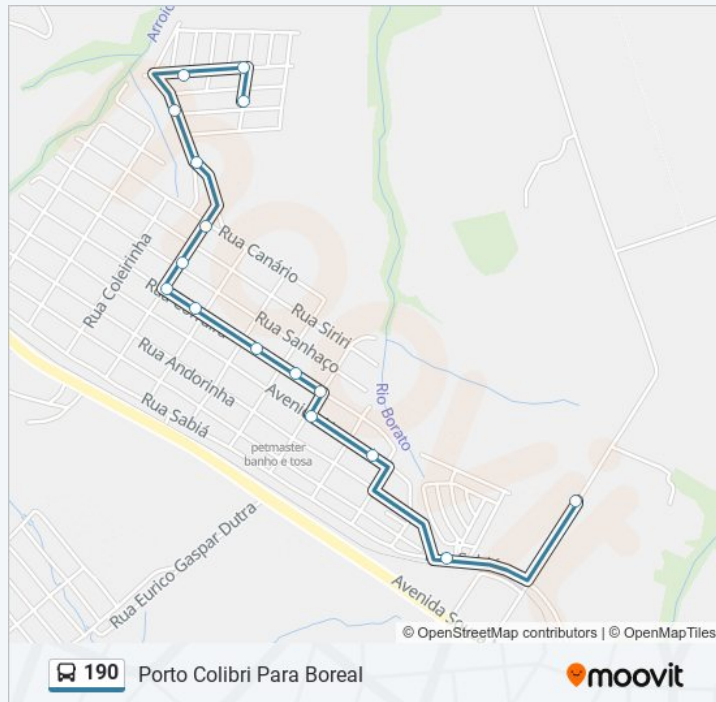 Arroio
Rua Canário
Rua Coleirinha
Rua Siriri
Rua Sanhaço
Rua Andorinha
Rio Borato
Rua Sabiá
petmaster
banho e tosa
Rua Eurico Gaspar Dutra
© OpenStreetMap contributors | © OpenMapTiles
190 Porto Colibri Para Boreal
moovit